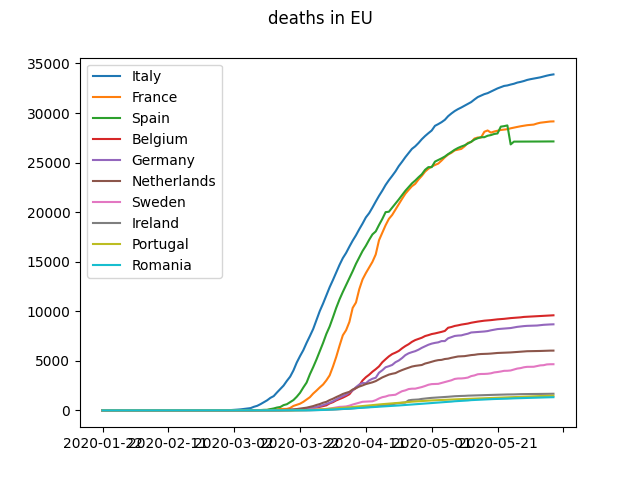 deaths in EU
35000
30000
25000
20000
15000
10000
5000
0
Italy
France
Spain
Belgium
Germany
Netherlands
Sweden
Ireland
Portugal
Romania
2020-01-22 2020-02-11 2020-03-02 2020-03-22 2020-04-11 2020-05-01 2020-05-21